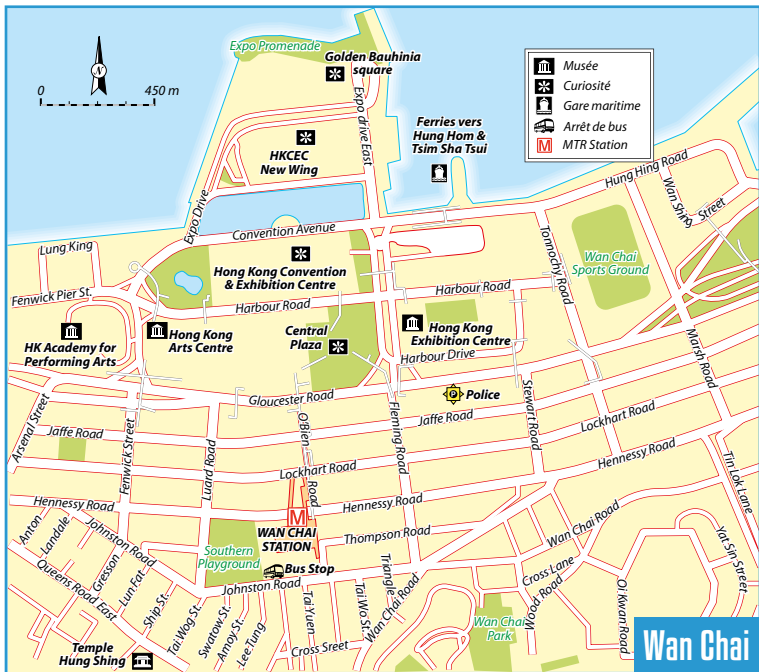 Expo Promenade
Golden Bauhinia
square
N
0
450 m
Musée
Curiosité
Gare maritime
Arrêt de bus
M
MTR Station
Expo drive East
Ferries vers
Hung Hom &
Tsim Sha Tsui
HKCEC
New Wing
Expo Drive
Hung Hing Road
Wan Shing Street
Convention Avenue
Lung King
Tonnochy Road
Wan Chai
Sports Ground
Hong Kong Convention
& Exhibition Centre
Fenwick Pier St.
Harbour Road
Harbour Road
HK Academy for
Performing Arts
Hong Kong
Arts Centre
Central
Plaza
Hong Kong
Exhibition Centre
Harbour Drive
Marsh Road
Gloucester Road
Police
Arsenal Street
Jaffe Road
Jaffe Road
Fenwick Street
Luard Road
O'Bien Road
Fleming Road
Stewart Road
Lockhart Road
Lockhart Road
Hennessy Road
Hennessy Road
Hennessy Road
Tin Lok Lane
M
WAN CHAI
STATION
Thompson Road
Wan Chai Road
Anton
Landale
Johnston Road
Queens Road East
Gresson
Lun Fat
Ship St.
Southern
Playground
Bus Stop
Johnston Road
Tai Wog St.
Swatow St.
Amoy St.
Lee Tung
Tai Yuen
Tai Wo St.
Triangle
Wan Chai Road
Cross Lane
Wood Road
Oi Kwan Road
Yat Sin Street
Wan Chai
Park
Cross Sreet
Temple
Hung Shing
Wan Chai